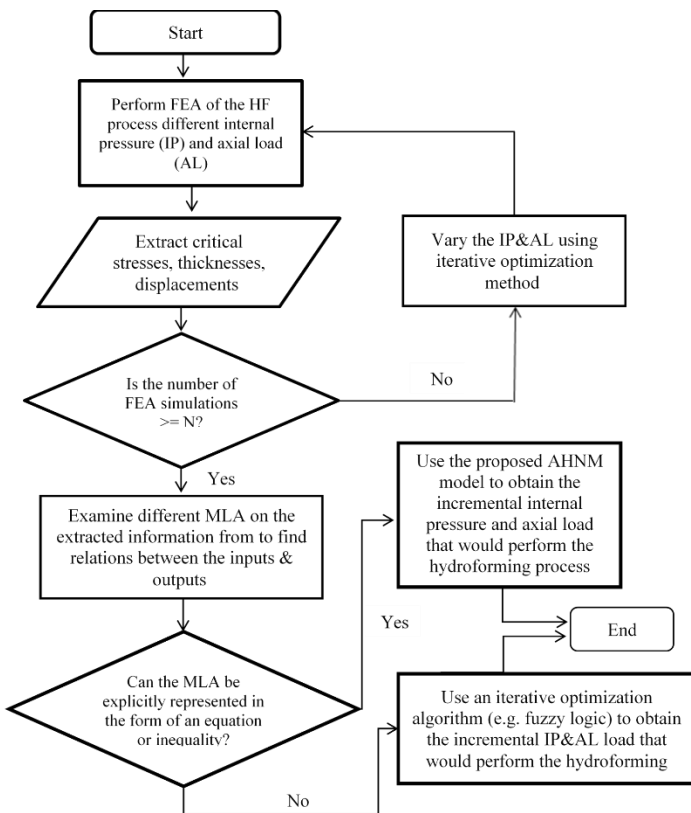 Start
Perform FEA of the HF
process different internal
pressure (IP) and axial load
(AL)
Extract critical
stresses, thicknesses,
displacements
Vary the IP&AL using
iterative optimization
method
Is the number of
FEA simulations
>= N?
No
Yes
Examine different MLA on the
extracted information from to find
relations between the inputs &
outputs
Use the proposed AHNM
model to obtain the
incremental internal
pressure and axial load
that would perform the
hydroforming process
Can the MLA be
explicitly represented in
the form of an equation
or inequality?
Yes
End
Use an iterative optimization
algorithm (e.g. fuzzy logic) to obtain
the incremental IP&AL load that
would perform the hydroforming
No